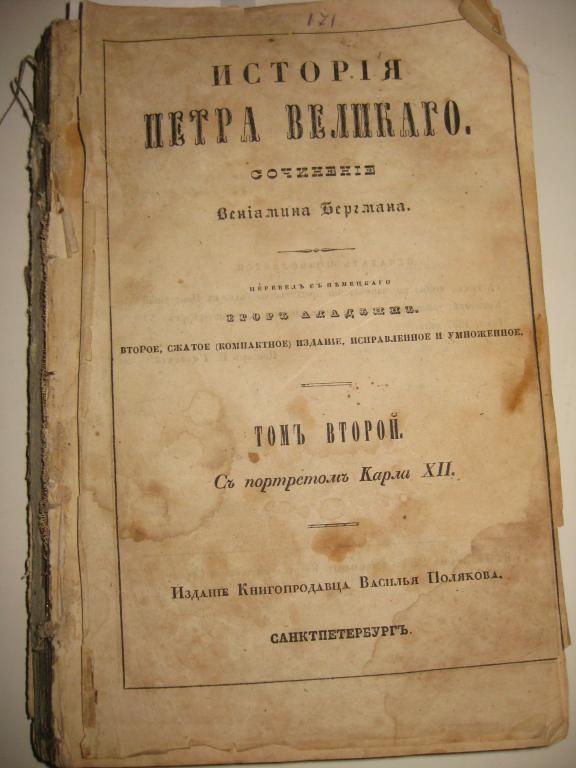 171
ИСТОРІЯ
ПЕТРА ВЕЛИКАГО.
СОЧИНЕНІЕ
Веніамина Бергмана.
ПЕРЕВЕЛЪ СЪ НѢМЕЦКАГО
ЕГОРЪ АЛАДЬИНЪ.
ВТОРОЕ, СЖАТОЕ (КОМПАКТНОЕ) ИЗДАНІЕ, ИСПРАВЛЕННОЕ И УМНОЖЕННОЕ.
ТОМЪ ВТОРОЙ.
Съ портретомъ Карла XII.
Изданіе Книгопродавца Василья Полякова.
САНКТПЕТЕРБУРГЪ.